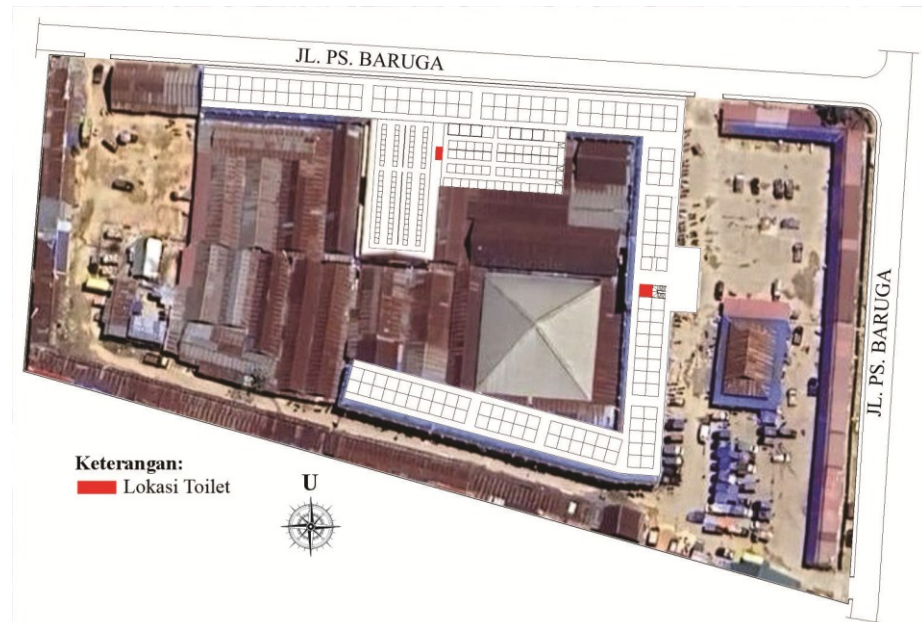 JL. PS. BARUGA
JL. PS. BARUGA
Keterangan:
Lokasi Toilet
U